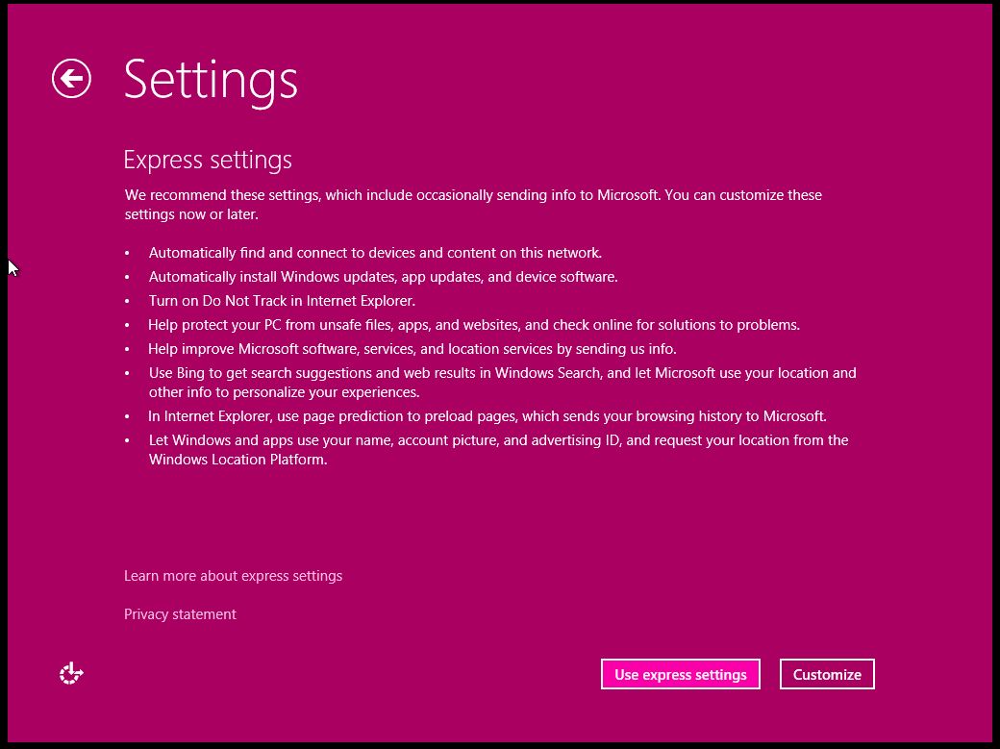 Settings
Express settings
We recommend these settings, which include occasionally sending info to Microsoft. You can customize these
settings now or later.
• Automatically find and connect to devices and content on this network.
• Automatically install Windows updates, app updates, and device software.
• Turn on Do Not Track in Internet Explorer.
• Help protect your PC from unsafe files, apps, and websites, and check online for solutions to problems.
• Help improve Microsoft software, services, and location services by sending us info.
• Use Bing to get search suggestions and web results in Windows Search, and let Microsoft use your location and
other info to personalize your experiences.
• In Internet Explorer, use page prediction to preload pages, which sends your browsing history to Microsoft.
• Let Windows and apps use your name, account picture, and advertising ID, and request your location from the
Windows Location Platform.
Learn more about express settings
Privacy statement
Use express settings
Customize